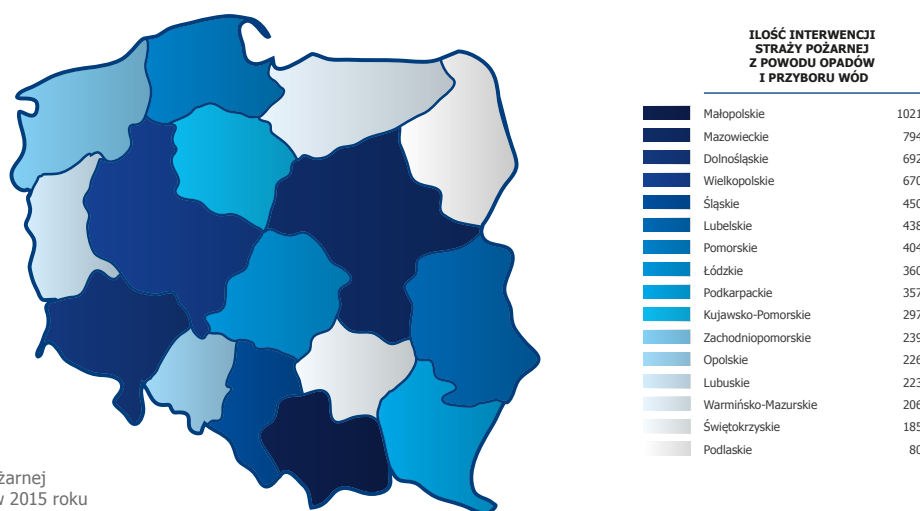 ILOŚĆ INTERWENCJI
STRAŻY POŻARNEJ
Z POWODU OPADÓW
I PRZYBORU WÓD
Małopolskie 1021
Mazowieckie 794
Dolnośląskie 692
Wielkopolskie 670
Śląskie 450
Lubelskie 438
Pomorskie 404
Łódzkie 360
Podkarpackie 357
Kujawsko-Pomorskie 297
Zachodniopomorskie 239
Opolskie 226
Lubuskie 223
Warmińsko-Mazurskie 206
Świętokrzyskie 185
Podlaskie 80
w 2015 roku